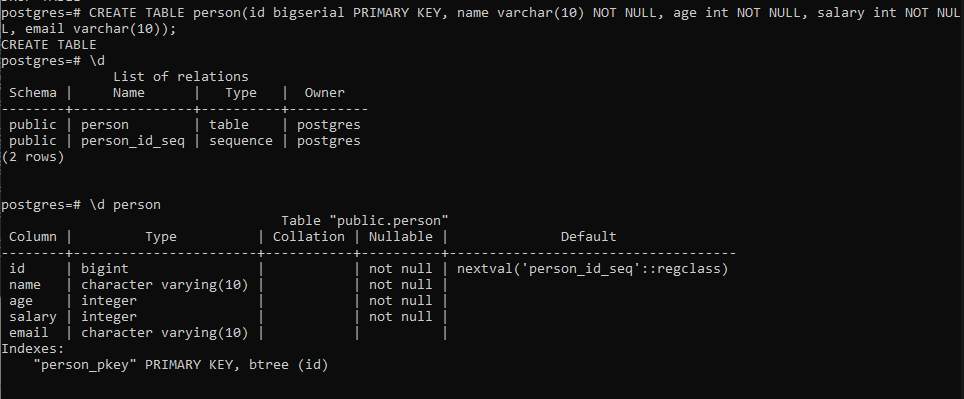 postgres=# CREATE TABLE person(id bigserial PRIMARY KEY, name varchar(10) NOT NULL, age int NOT NULL, salary int NOT NUL
L, email varchar(10));
CREATE TABLE
postgres=# \d
              List of relations
 Schema |     Name      |   Type   |  Owner
--------+---------------+----------+----------
 public | person        | table    | postgres
 public | person_id_seq | sequence | postgres
(2 rows)
postgres=# \d person
                                   Table "public.person"
 Column |         Type          | Collation | Nullable |              Default
--------+-----------------------+-----------+----------+------------------------------------
 id     | bigint                |           | not null | nextval('person_id_seq'::regclass)
 name   | character varying(10) |           | not null |
 age    | integer               |           | not null |
 salary | integer               |           | not null |
 email  | character varying(10) |           |          |
Indexes:
    "person_pkey" PRIMARY KEY, btree (id)